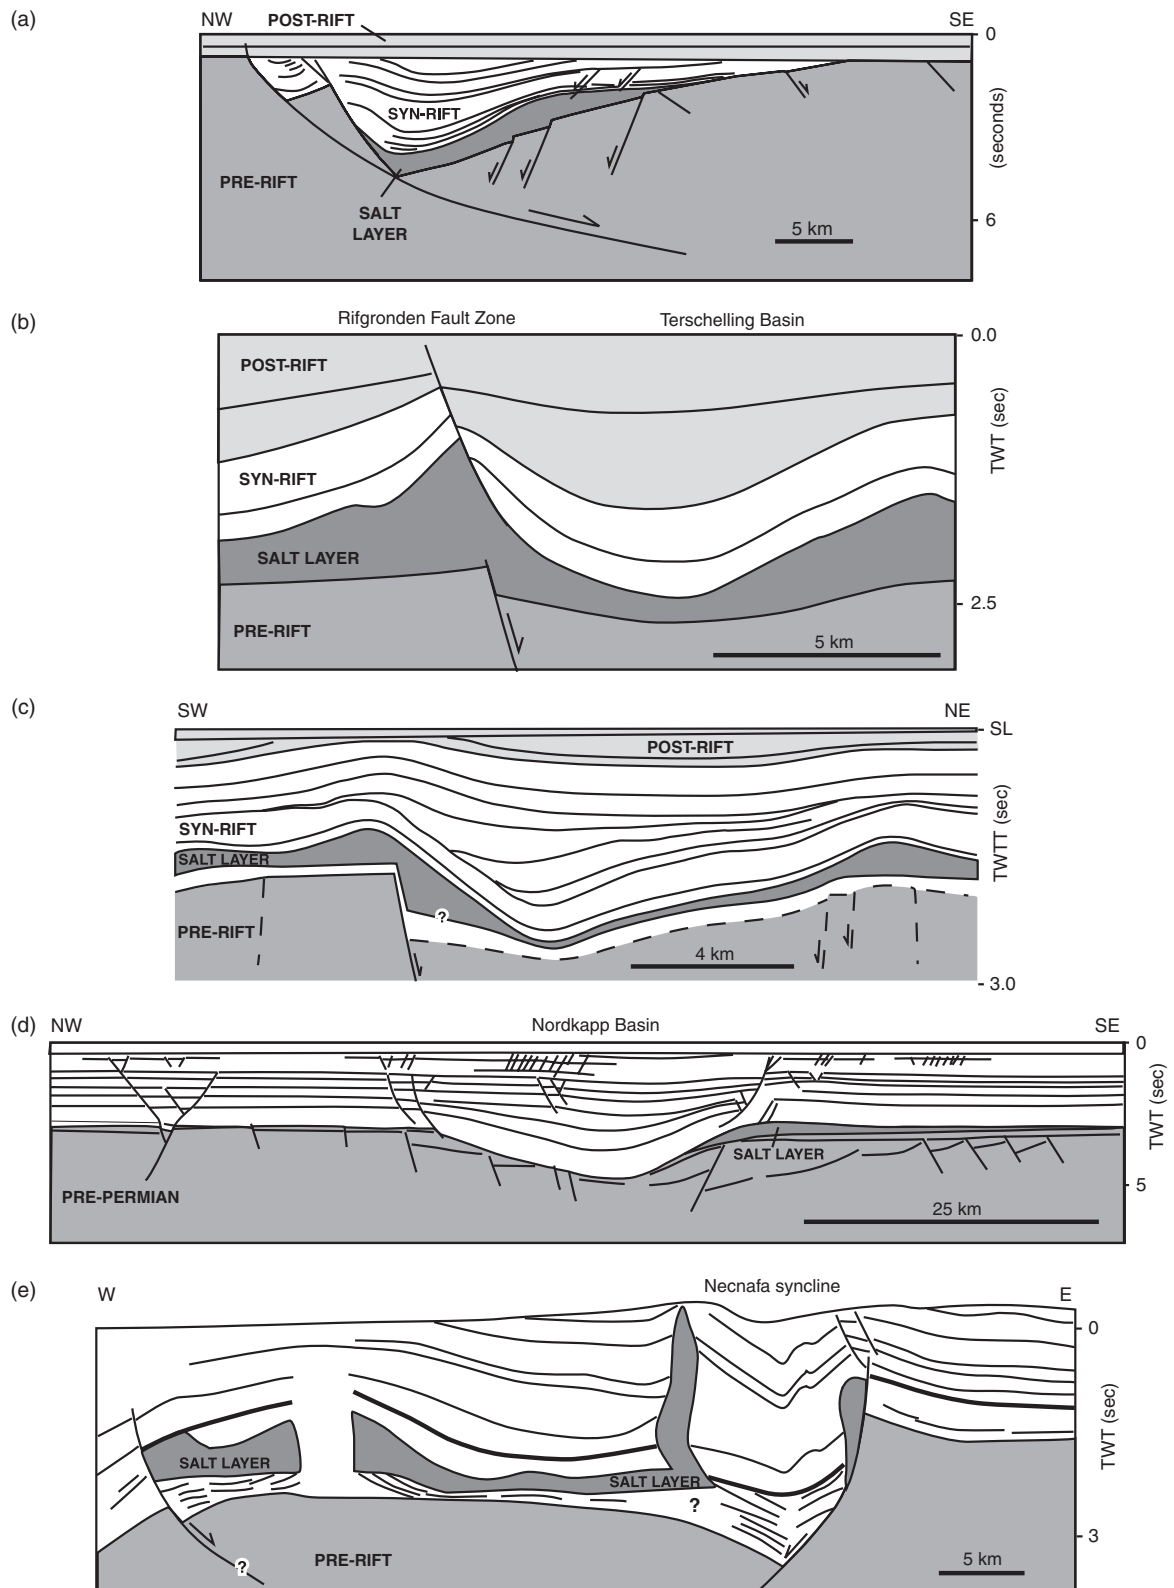 (a)
NW
POST-RIFT
SE
0
SYN-RIFT
PRE-RIFT
SALT
LAYER
5 km
6
(seconds)
(b)
Rifgronden Fault Zone
Terschelling Basin
0.0
POST-RIFT
SYN-RIFT
SALT LAYER
PRE-RIFT
5 km
2.5
TWT (sec)
(c)
SW
NE
SL
POST-RIFT
SYN-RIFT
SALT LAYER
?
PRE-RIFT
4 km
3.0
TWTT (sec)
(d)
NW
Nordkapp Basin
SE
0
SALT LAYER
PRE-PERMIAN
25 km
5
TWT (sec)
(e)
W
Necnafa syncline
E
0
SALT LAYER
SALT LAYER
?
?
PRE-RIFT
5 km
3
TWT (sec)